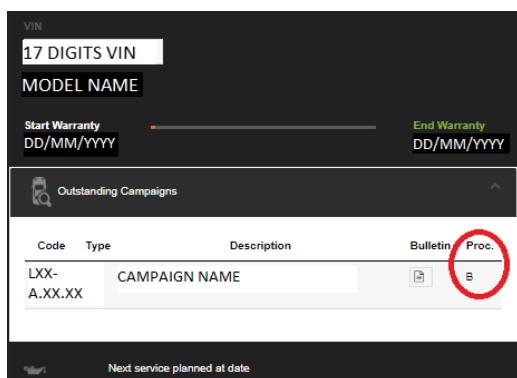 VIN
17 DIGITS VIN
MODEL NAME
Start Warranty End Warranty
DD/MM/YYYY DD/MM/YYYY
Outstanding Campaigns
Code Type Description Bulletin Proc.
LXX- CAMPAIGN NAME B
A.XX.XX
Next service planned at date